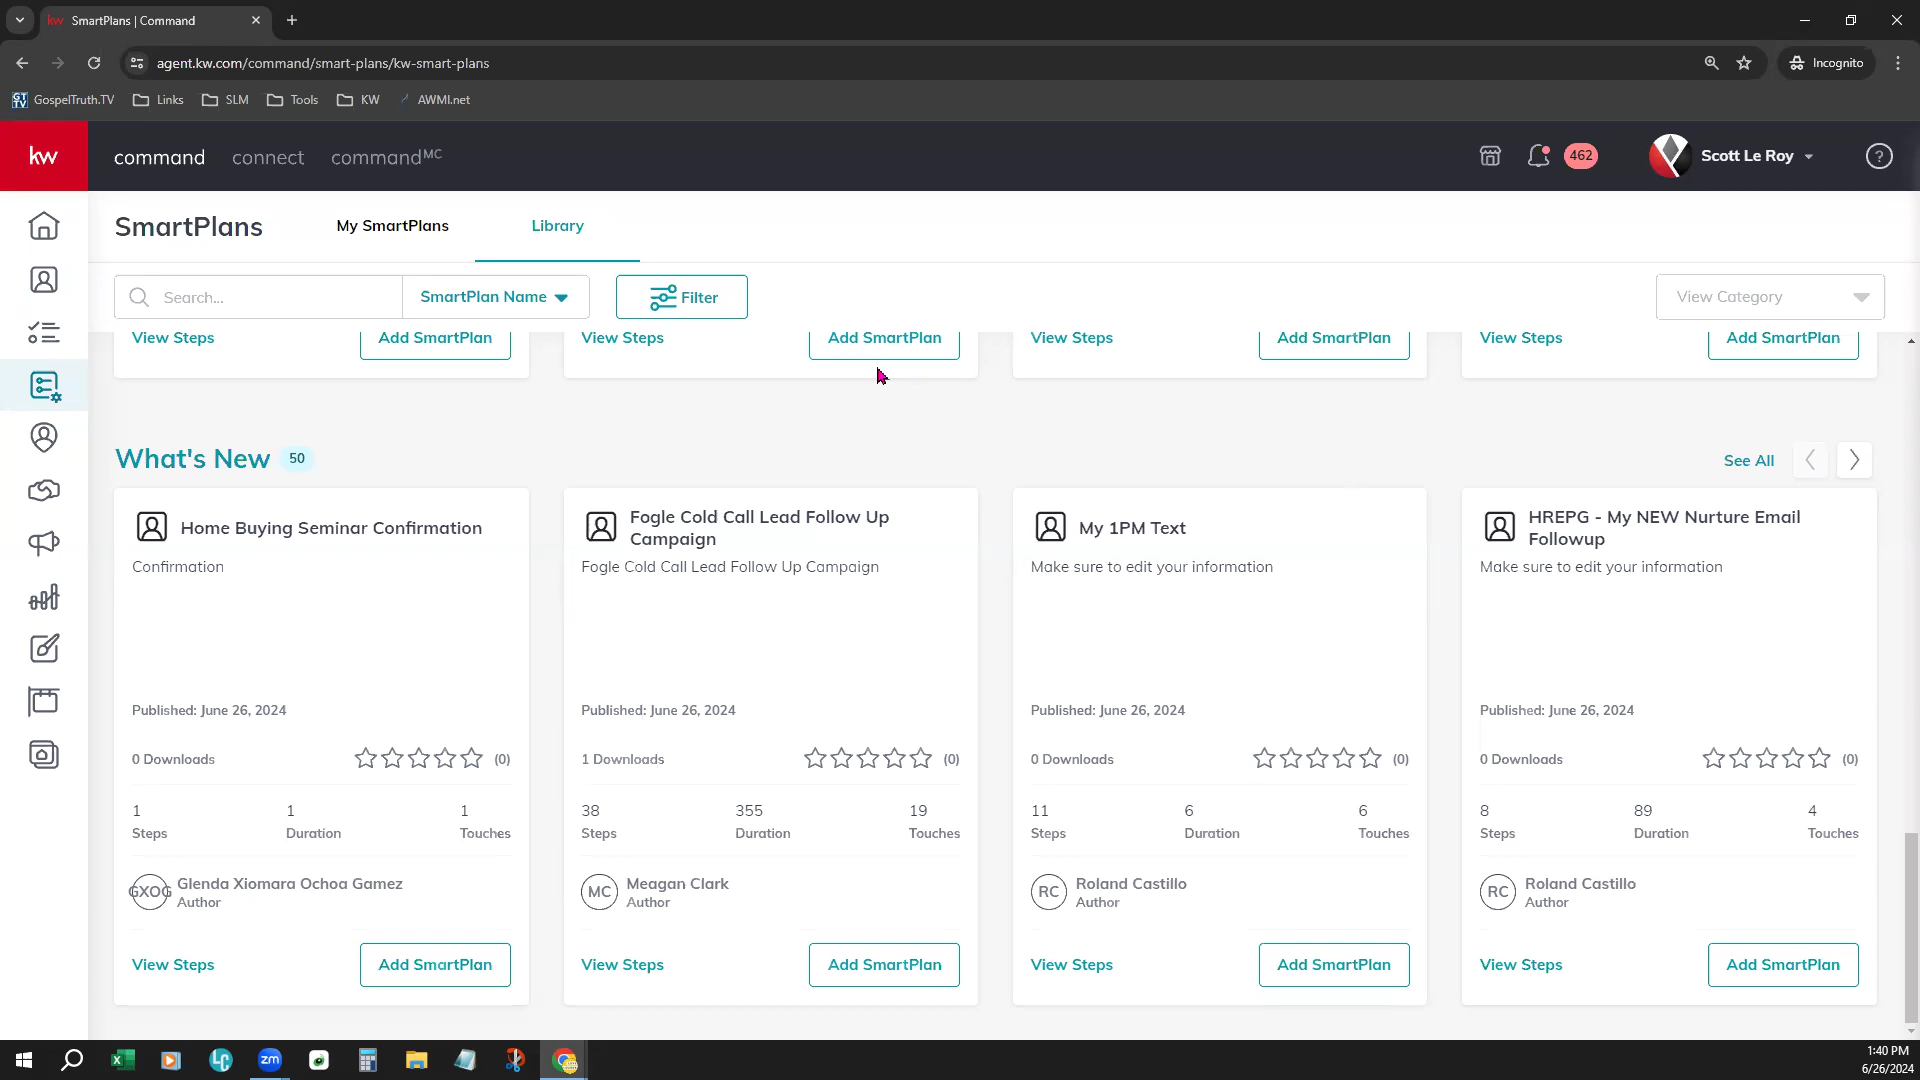 kw SmartPlans | Command
agent.kw.com/command/smart-plans/kw-smart-plans
Incognito
GT TV GospelTruth.TV Links SLM Tools KW AWMI.net
kw command connect commandMC 462 Scott Le Roy ?
SmartPlans My SmartPlans Library
Search... SmartPlan Name Filter View Category
View Steps Add SmartPlan View Steps Add SmartPlan View Steps Add SmartPlan View Steps Add SmartPlan
What's New 50 See All
Home Buying Seminar Confirmation
Confirmation
Published: June 26, 2024
0 Downloads (0)
1 1 1
Steps Duration Touches
GXOG Glenda Xiomara Ochoa Gamez
Author
View Steps Add SmartPlan
Fogle Cold Call Lead Follow Up
Campaign
Fogle Cold Call Lead Follow Up Campaign
Published: June 26, 2024
1 Downloads (0)
38 355 19
Steps Duration Touches
MC Meagan Clark
Author
View Steps Add SmartPlan
My 1PM Text
Make sure to edit your information
Published: June 26, 2024
0 Downloads (0)
11 6 6
Steps Duration Touches
RC Roland Castillo
Author
View Steps Add SmartPlan
HREPG - My NEW Nurture Email
Followup
Make sure to edit your information
Published: June 26, 2024
0 Downloads (0)
8 89 4
Steps Duration Touches
RC Roland Castillo
Author
View Steps Add SmartPlan
LC zm
1:40 PM
6/26/2024